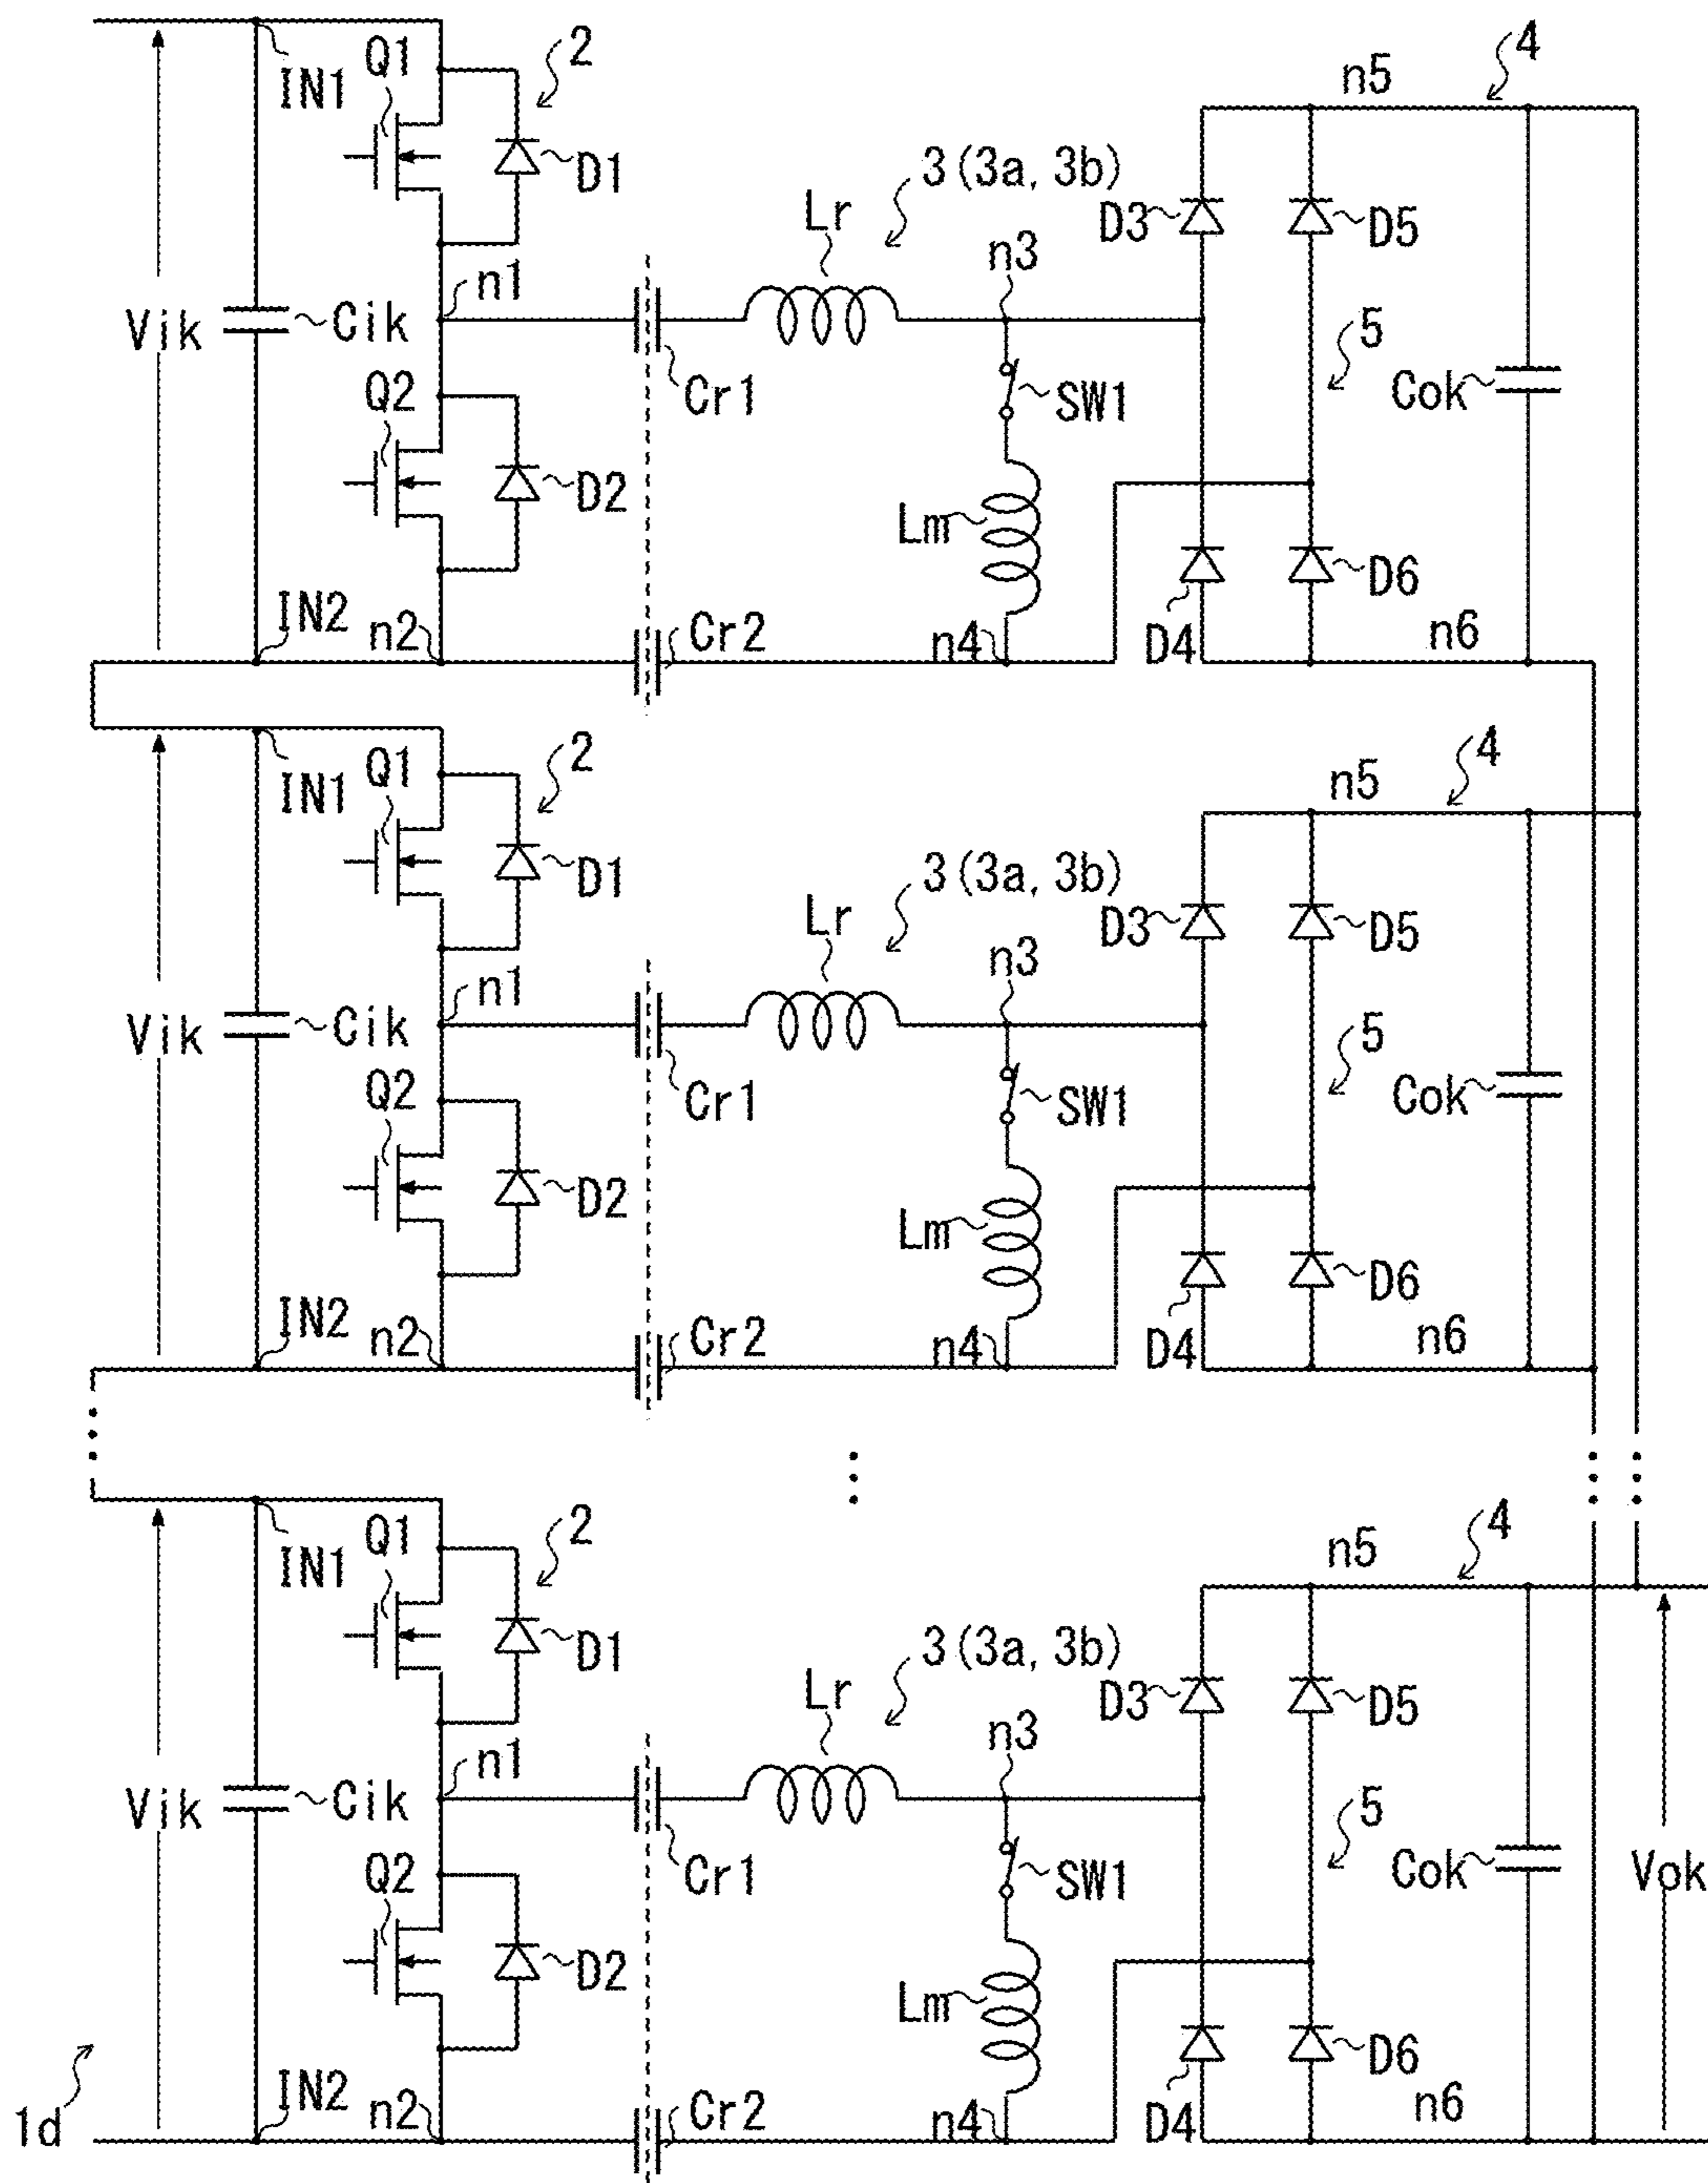 Q1 2 4
IN1 n5
D1 3(3a, 3b)
Lr D3 D5
n1 n3
Vik Cik 5
Q2 Cr1 SW1 Cok
D2 Lm
D6
IN2 n2 Cr2 n4 D4 n6
Q1 2 4
IN1 n5
D1 3(3a, 3b)
Lr D3 D5
n1 n3
Vik Cik 5
Q2 Cr1 SW1 Cok
D2 Lm
D6
IN2 n2 Cr2 n4 D4 n6
Q1 2 4
IN1 n5
D1 3(3a, 3b)
Lr D3 D5
n1 n3
Vik Cik 5
Q2 Cr1 SW1 Cok Vok
D2 Lm
D6
IN2 n2 Cr2 n4 D4 n6
1d